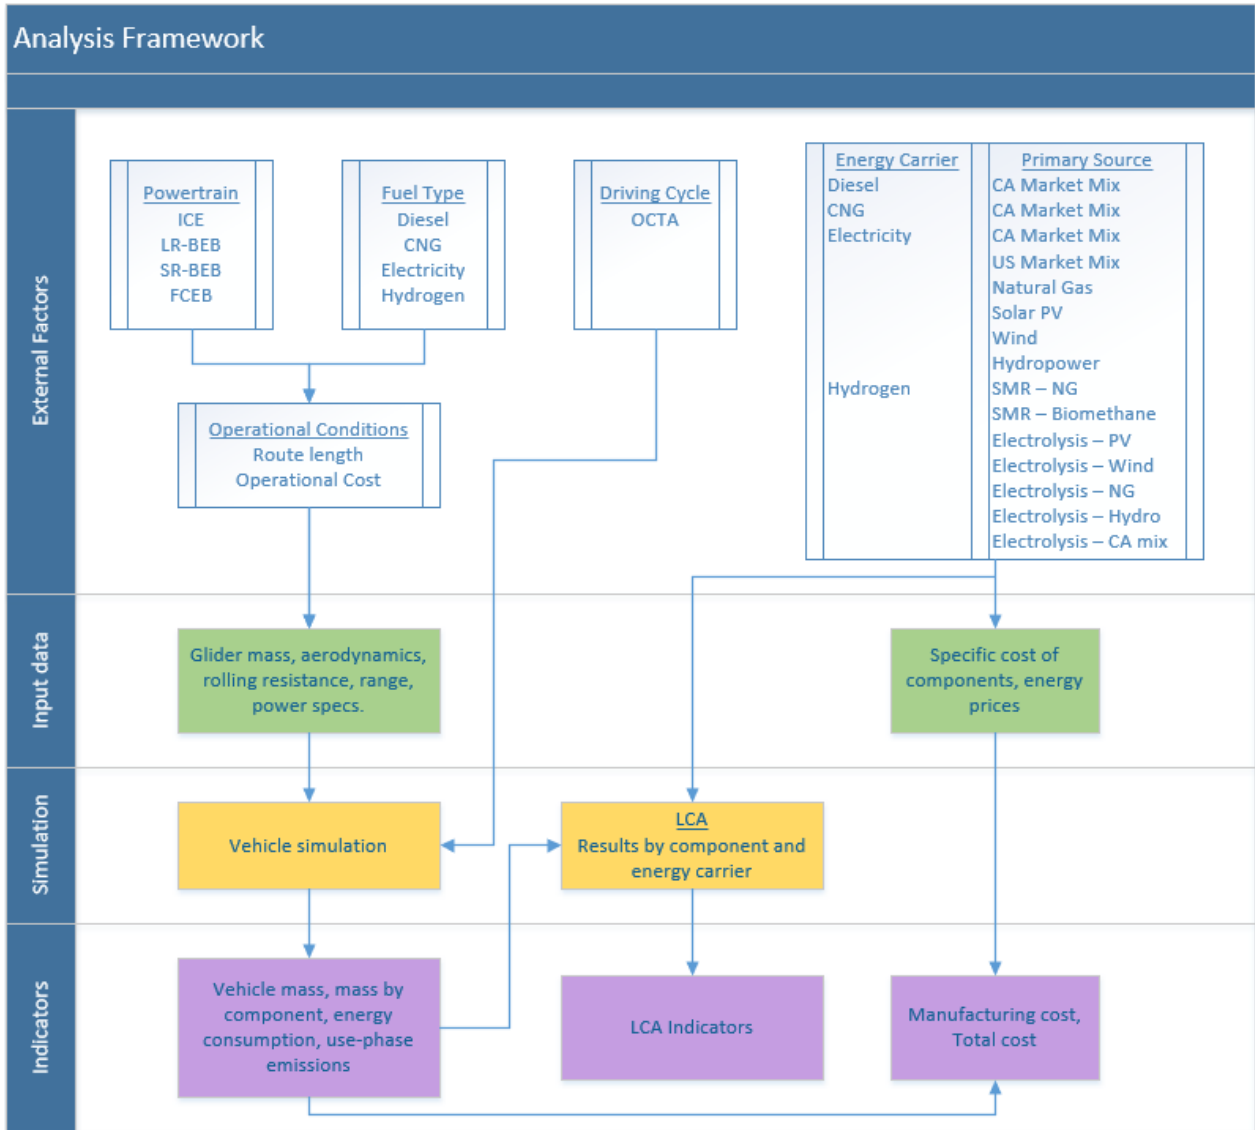 Analysis Framework
External Factors
Powertrain
ICE
LR-BEB
SR-BEB
FCEB
Fuel Type
Diesel
CNG
Electricity
Hydrogen
Driving Cycle
OCTA
Energy Carrier
Diesel
CNG
Electricity
Hydrogen
Primary Source
CA Market Mix
CA Market Mix
CA Market Mix
US Market Mix
Natural Gas
Solar PV
Wind
Hydropower
SMR – NG
SMR – Biomethane
Electrolysis – PV
Electrolysis – Wind
Electrolysis – NG
Electrolysis – Hydro
Electrolysis – CA mix
Operational Conditions
Route length
Operational Cost
Input data
Glider mass, aerodynamics,
rolling resistance, range,
power specs.
Specific cost of
components, energy
prices
Simulation
Vehicle simulation
LCA
Results by component and
energy carrier
Indicators
Vehicle mass, mass by
component, energy
consumption, use-phase
emissions
LCA Indicators
Manufacturing cost,
Total cost